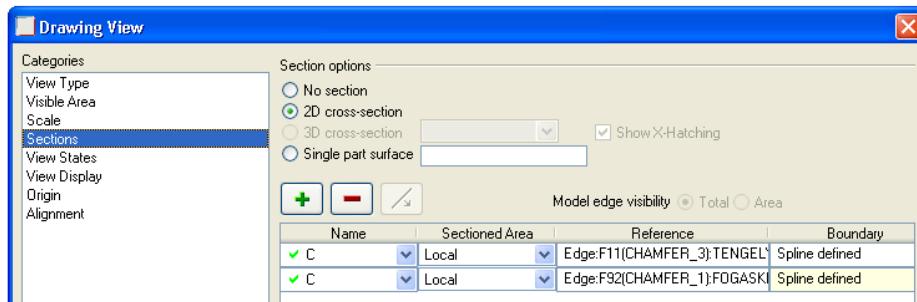 Drawing View
Categories
View Type
Visible Area
Scale
Sections
View States
View Display
Origin
Alignment
Section options
No section
2D cross-section
3D cross-section
Show X-Hatching
Single part surface
Model edge visibility Total Area
Name Sectioned Area Reference Boundary
C Local Edge:F11(CHAMFER_3):TENGELY Spline defined
C Local Edge:F92(CHAMFER_1):FOGASKI Spline defined